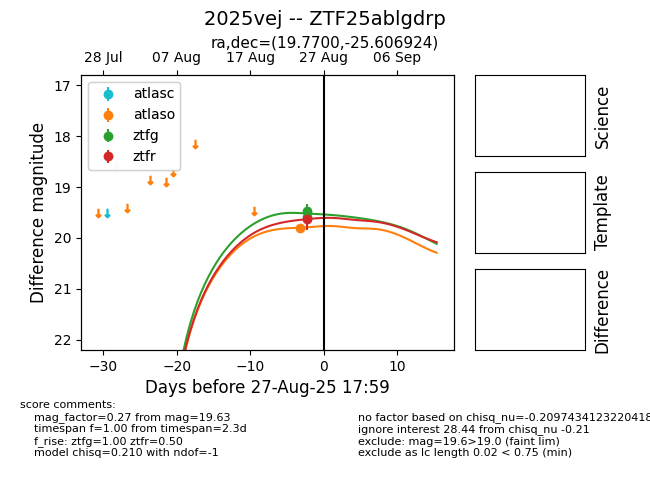 2025vej -- ZTF25ablgdrp
ra,dec=(19.7700,-25.606924)
28 Jul 07 Aug 17 Aug 27 Aug 06 Sep
17
18
19
20
21
22
Difference magnitude
atlasc
atlaso
ztfg
ztfr
−30 −20 −10 0 10
Days before 27-Aug-25 17:59
Science
Template
Difference
score comments:
mag_factor=0.27 from mag=19.63
timespan f=1.00 from timespan=2.3d
f_rise: ztfg=1.00 ztfr=0.50
model chisq=0.210 with ndof=-1
no factor based on chisq_nu=-0.2097434123220418
ignore interest 28.44 from chisq_nu -0.21
exclude: mag=19.6>19.0 (faint lim)
exclude as lc length 0.02 < 0.75 (min)